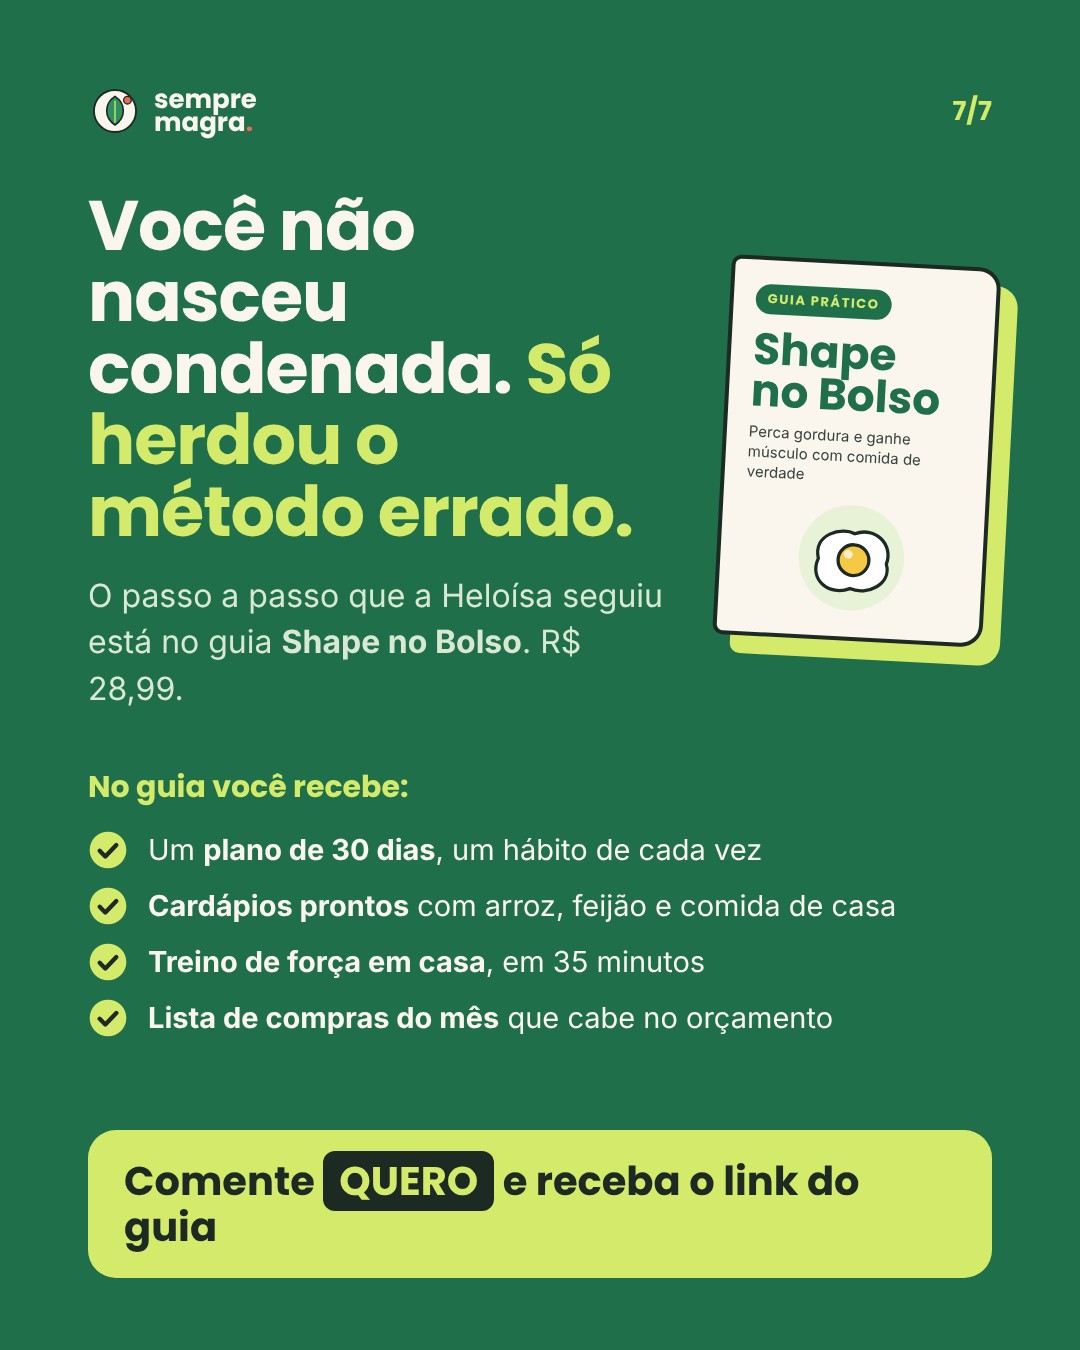 sempre
magra.
7/7
Você não
nasceu
condenada. Só
herdou o
método errado.
GUIA PRÁTICO
Shape
no Bolso
Perca gordura e ganhe
músculo com comida de
verdade
O passo a passo que a Heloísa seguiu
está no guia Shape no Bolso. R$
28,99.
No guia você recebe:
Um plano de 30 dias, um hábito de cada vez
Cardápios prontos com arroz, feijão e comida de casa
Treino de força em casa, em 35 minutos
Lista de compras do mês que cabe no orçamento
Comente QUERO e receba o link do
guia